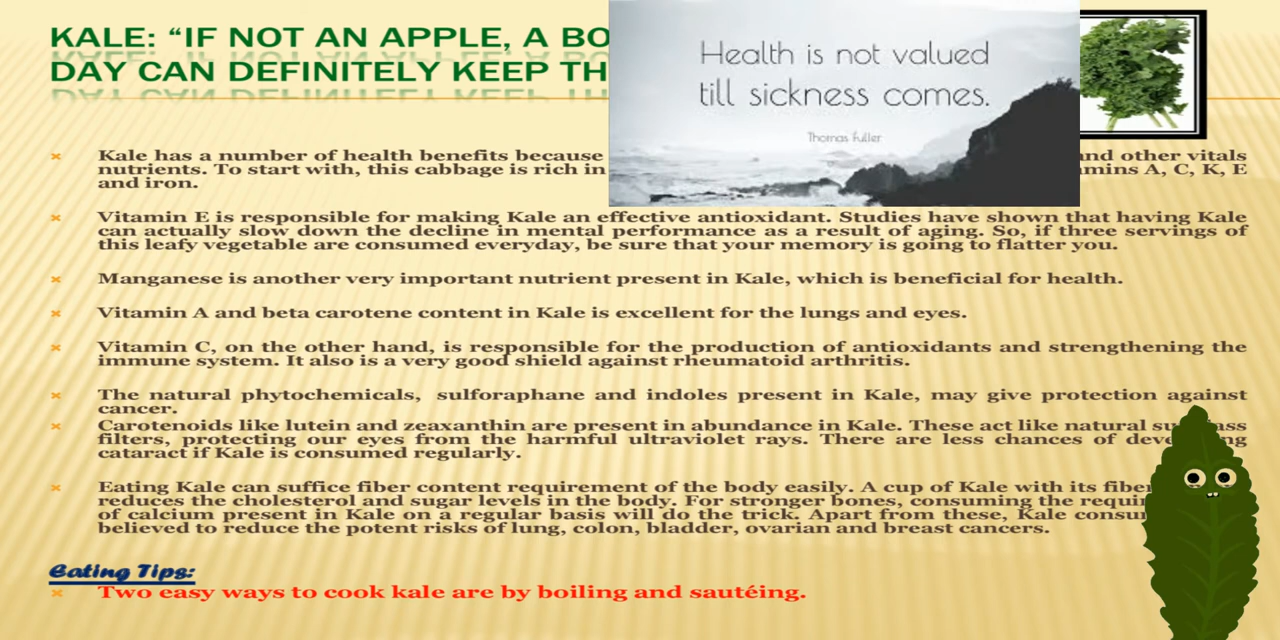 KALE: “IF NOT AN APPLE, A BO
DAY CAN DEFINITELY KEEP TH
Health is not valued
till sickness comes.
Thomas Fuller
Kale has a number of health benefits because
and other vitals
nutrients. To start with, this cabbage is rich in
A, C, K, E
and iron.
Vitamin E is responsible for making Kale an effective antioxidant. Studies have shown that having Kale
can actually slow down the decline in mental performance as a result of aging. So, if three servings of
this leafy vegetable are consumed everyday, be sure that your memory is going to flatter you.
Manganese is another very important nutrient present in Kale, which is beneficial for health.
Vitamin A and beta carotene content in Kale is excellent for the lungs and eyes.
Vitamin C, on the other hand, is responsible for the production of antioxidants and strengthening the
immune system. It also is a very good shield against rheumatoid arthritis.
The natural phytochemicals, sulforaphane and indoles present in Kale, may give protection against
cancer.
Carotenoids like lutein and zeaxanthin are present in abundance in Kale. These act like natural
filters, protecting our eyes from the harmful ultraviolet rays. There are less chances of
cataract if Kale is consumed regularly.
Eating Kale can suffice fiber content requirement of the body easily. A cup of Kale with its fiber
reduces the cholesterol and sugar levels in the body. For stronger bones, consuming the
of calcium present in Kale on a regular basis will do the trick. Apart from these, Kale
believed to reduce the potent risks of lung, colon, bladder, ovarian and breast cancers.
Eating Tips:
Two easy ways to cook kale are by boiling and sautéing.